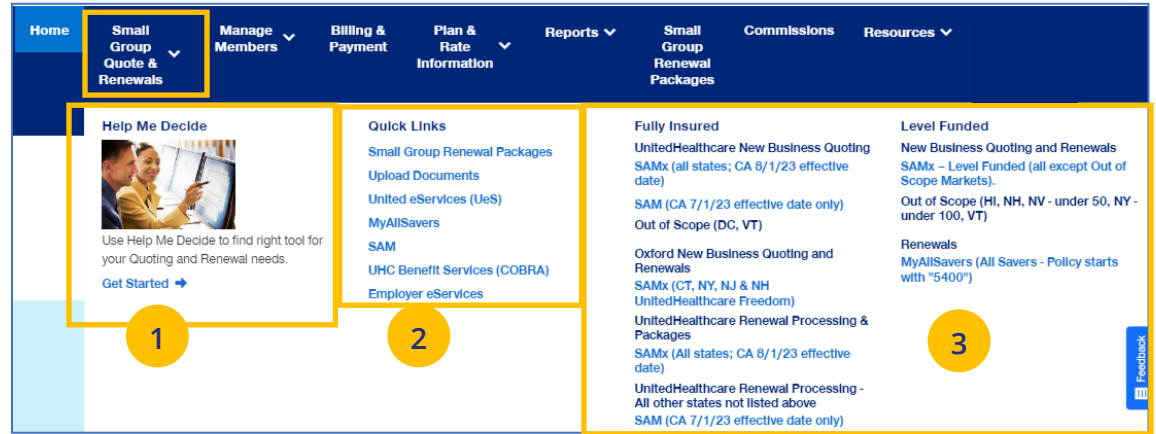 Home
Small
Group
Quote &
Renewals
Manage
Members
Billing &
Payment
Plan &
Rate
Information
Reports
Small
Group
Renewal
Packages
Commissions
Resources
Help Me Decide
Use Help Me Decide to find right tool for
your Quoting and Renewal needs.
Get Started
1
Quick Links
Small Group Renewal Packages
Upload Documents
United eServices (UeS)
MyAllSavers
SAM
UHC Benefit Services (COBRA)
Employer eServices
2
Fully Insured
UnitedHealthcare New Business Quoting
SAMx (all states; CA 8/1/23 effective
date)
SAM (CA 7/1/23 effective date only)
Out of Scope (DC, VT)
Oxford New Business Quoting and
Renewals
SAMx (CT, NY, NJ & NH
UnitedHealthcare Freedom)
UnitedHealthcare Renewal Processing &
Packages
SAMx (All states; CA 8/1/23 effective
date)
UnitedHealthcare Renewal Processing -
All other states not listed above
SAM (CA 7/1/23 effective date only)
Level Funded
New Business Quoting and Renewals
SAMx – Level Funded (all except Out of
Scope Markets).
Out of Scope (HI, NH, NV - under 50, NY -
under 100, VT)
Renewals
MyAllSavers (All Savers - Policy starts
with "5400")
3
Feedback